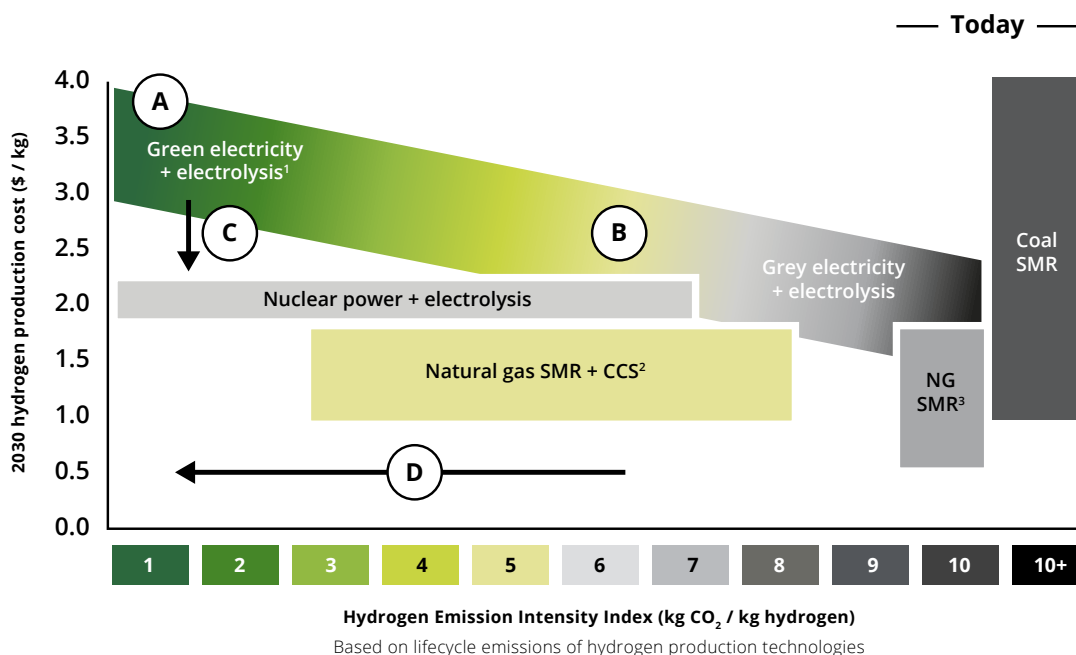 Today
4.0
3.5
3.0
2.5
2.0
1.5
1.0
0.5
0.0
2030 hydrogen production cost ($ / kg)
A
Green electricity
+ electrolysis¹
C
B
Grey electricity
+ electrolysis
Coal
SMR
Nuclear power + electrolysis
Natural gas SMR + CCS²
NG
SMR³
D
1 2 3 4 5 6 7 8 9 10 10+
Hydrogen Emission Intensity Index (kg CO₂ / kg hydrogen)
Based on lifecycle emissions of hydrogen production technologies